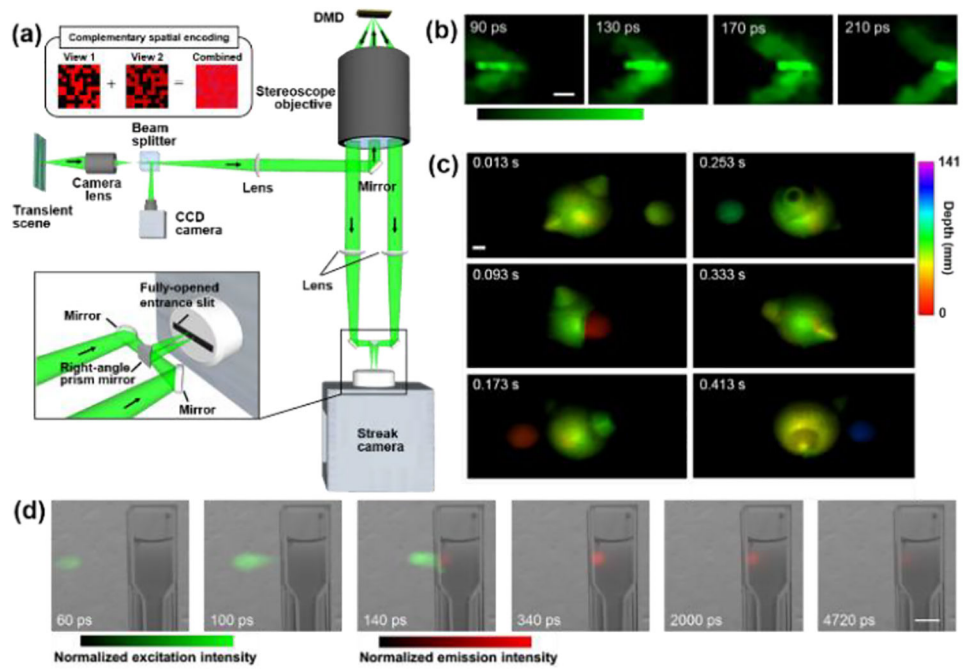 (a)
Complementary spatial encoding
View 1 View 2 Combined
+ =
DMD
Stereoscope
objective
Beam
splitter
Camera
lens
Lens
Mirror
Transient
scene
CCD
camera
Lens
Fully-opened
entrance slit
Mirror
Right-angle
prism mirror
Mirror
Streak
camera
(b)
90 ps
130 ps
170 ps
210 ps
(c)
0.013 s
0.253 s
0.093 s
0.333 s
0.173 s
0.413 s
141
Depth (mm)
0
(d)
60 ps
100 ps
140 ps
340 ps
2000 ps
4720 ps
Normalized excitation intensity
Normalized emission intensity